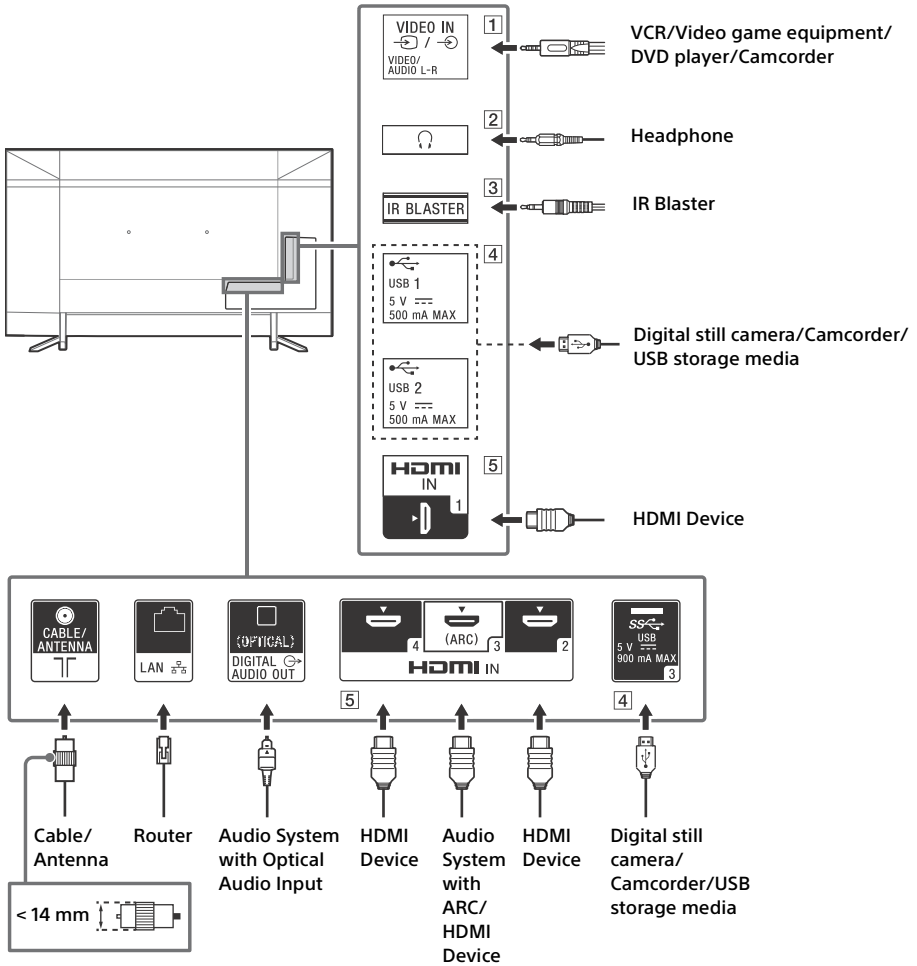 VIDEO IN
/
VIDEO/
AUDIO L-R
1
VCR/Video game equipment/
DVD player/Camcorder
2
Headphone
3
IR BLASTER
IR Blaster
4
USB 1
5 V
500 mA MAX
USB 2
5 V
500 mA MAX
Digital still camera/Camcorder/
USB storage media
5
HDMI
IN
1
HDMI Device
CABLE/
ANTENNA
LAN
(OPTICAL)
DIGITAL
AUDIO OUT
4
(ARC)
3
2
HDMI IN
5
SS
USB
5 V
900 mA MAX
3
4
Cable/
Antenna
Router
Audio System
with Optical
Audio Input
HDMI
Device
Audio
System
with
ARC/
HDMI
Device
HDMI
Device
Digital still
camera/
Camcorder/USB
storage media
< 14 mm